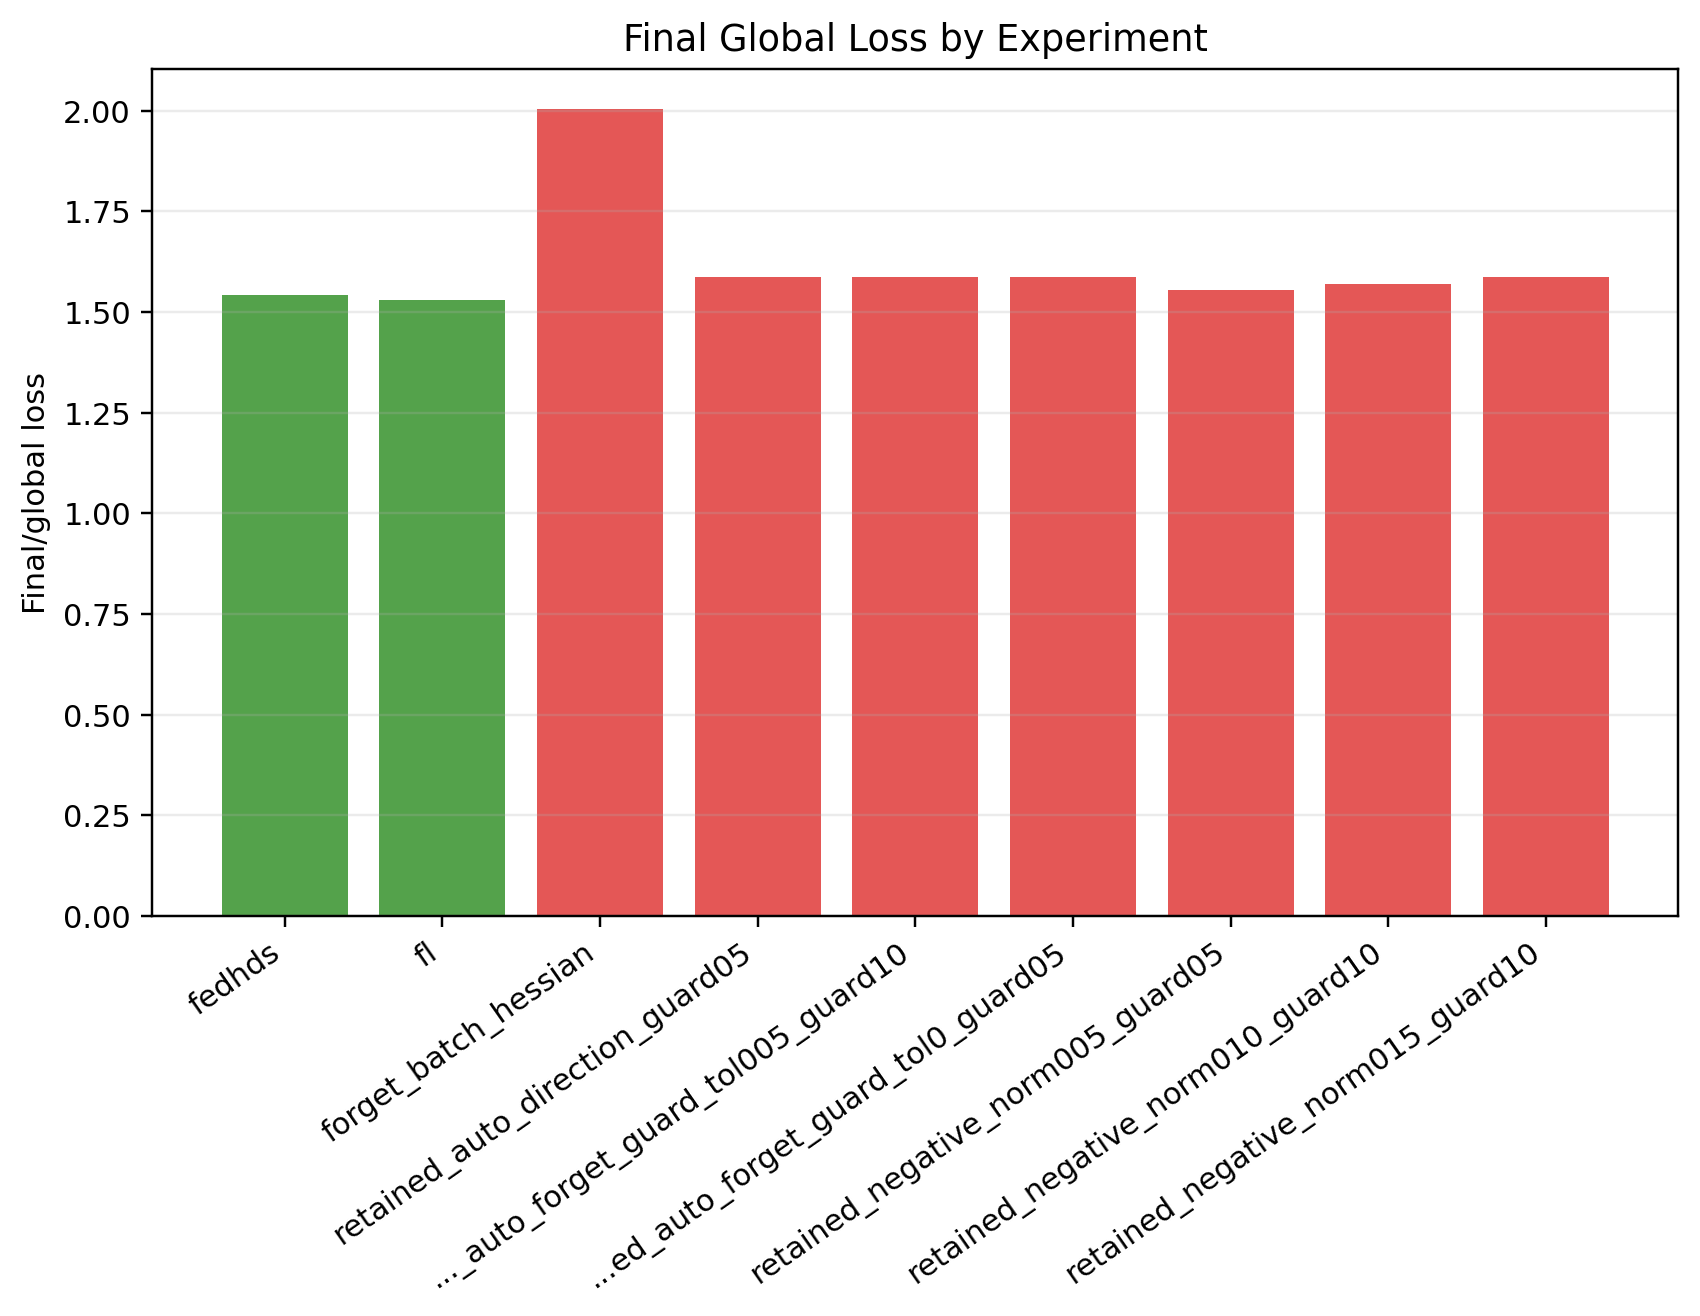 Final Global Loss by Experiment
Final/global loss
2.00
1.75
1.50
1.25
1.00
0.75
0.50
0.25
0.00
fedhds
fl
forget_batch_hessian
retained_auto_direction_guard05
..._auto_forget_guard_tol005_guard10
...ed_auto_forget_guard_tol0_guard05
retained_negative_norm005_guard05
retained_negative_norm010_guard10
retained_negative_norm015_guard10